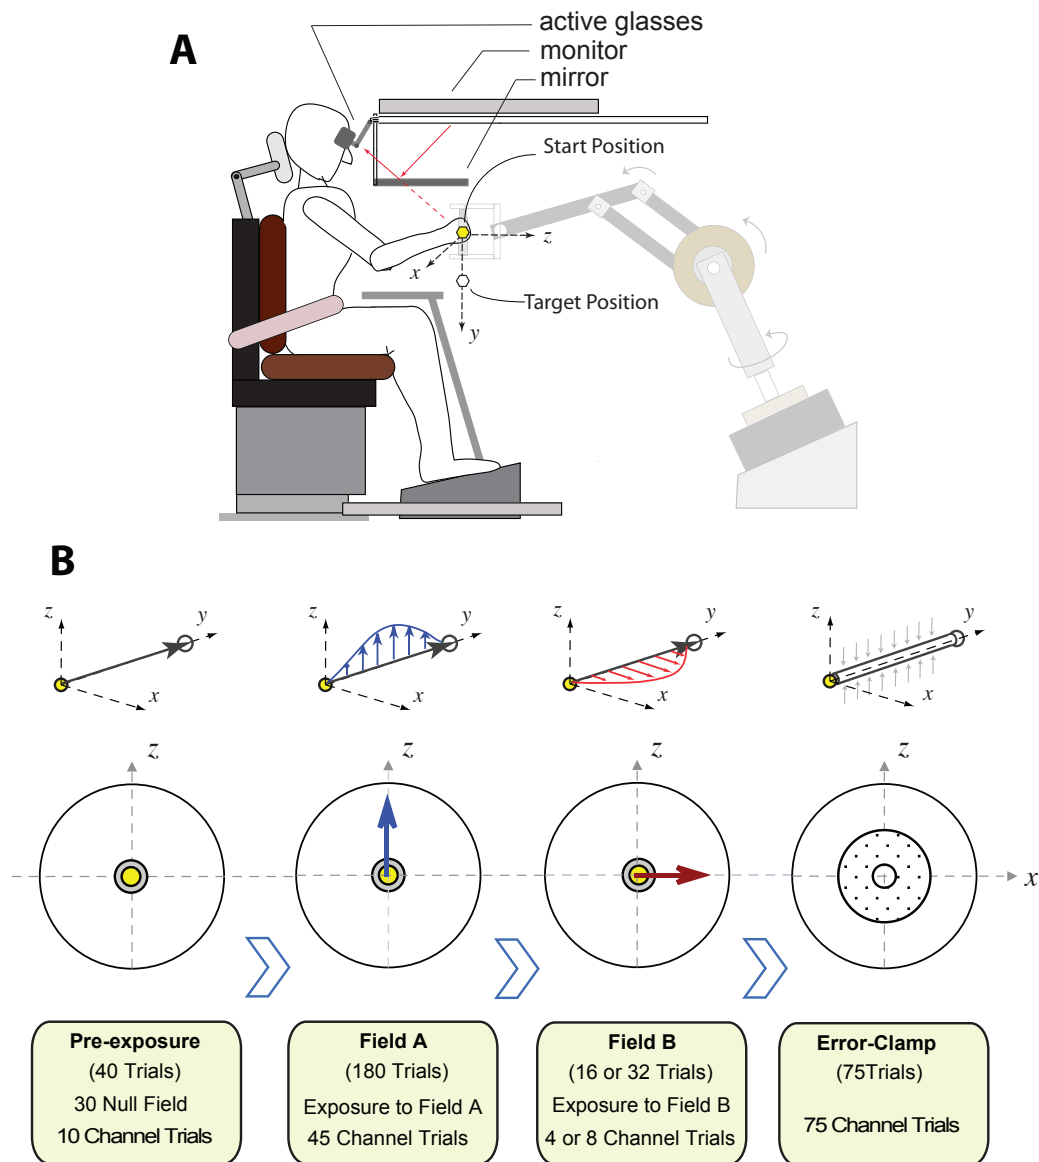 A
active glasses
monitor
mirror
Start Position
z
x
Target Position
y
B
z
y
x
z
y
x
z
y
x
z
y
x
z
z
z
z
x
Pre-exposure
(40 Trials)
30 Null Field
10 Channel Trials
Field A
(180 Trials)
Exposure to Field A
45 Channel Trials
Field B
(16 or 32 Trials)
Exposure to Field B
4 or 8 Channel Trials
Error-Clamp
(75Trials)
75 Channel Trials